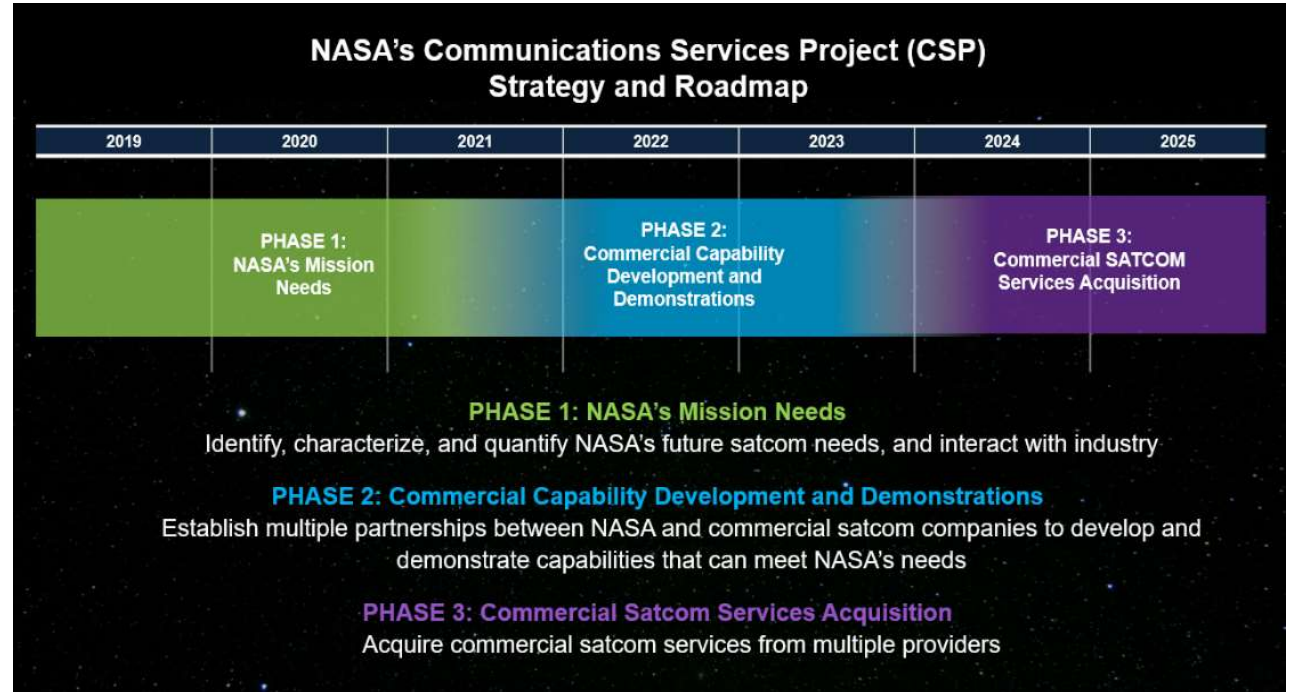 NASA’s Communications Services Project (CSP)
Strategy and Roadmap
2019 2020 2021 2022 2023 2024 2025
PHASE 1:
NASA’s Mission
Needs
PHASE 2:
Commercial Capability
Development and
Demonstrations
PHASE 3:
Commercial SATCOM
Services Acquisition
PHASE 1: NASA’s Mission Needs
Identify, characterize, and quantify NASA’s future satcom needs, and interact with industry
PHASE 2: Commercial Capability Development and Demonstrations
Establish multiple partnerships between NASA and commercial satcom companies to develop and
demonstrate capabilities that can meet NASA’s needs
PHASE 3: Commercial Satcom Services Acquisition
Acquire commercial satcom services from multiple providers